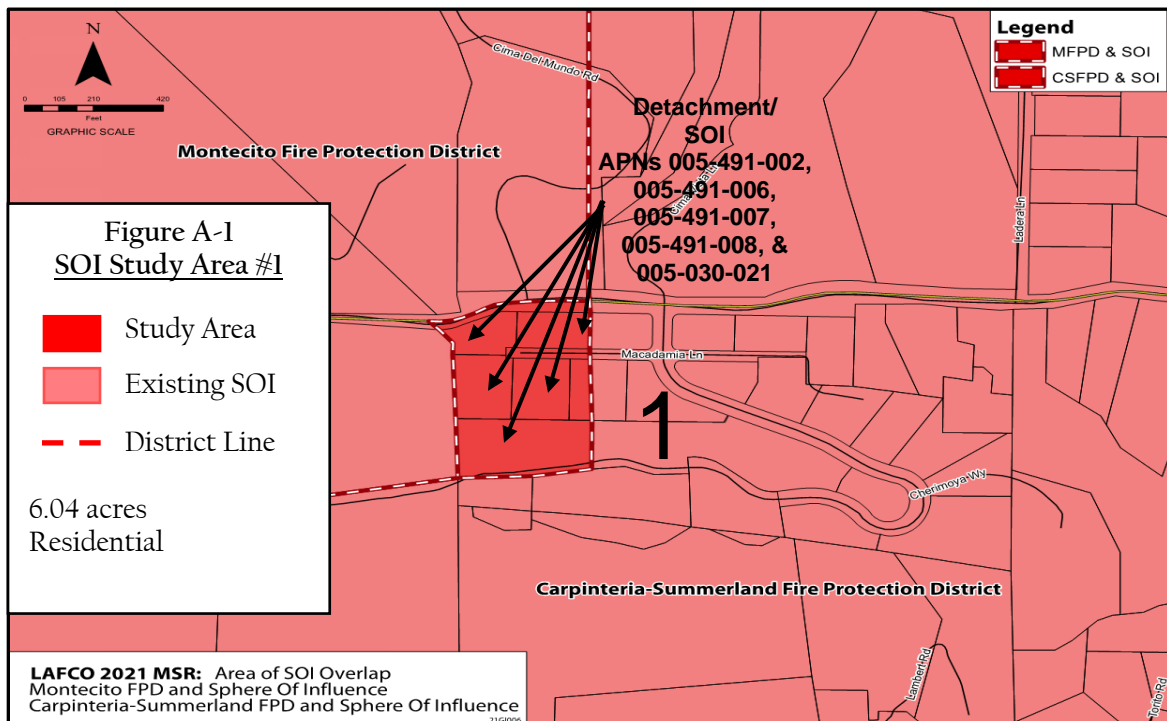 N
0 105 210 420
Feet
GRAPHIC SCALE
Legend
MFPD & SOI
CSFPD & SOI
Cima Del Mundo Rd
Detachment/
SOI
APNs 005-491-002,
005-491-006,
005-491-007,
005-491-008, &
005-030-021
Montecito Fire Protection District
Ladera Ln
Figure A-1
SOI Study Area #1
Study Area
Existing SOI
District Line
6.04 acres
Residential
Macadamia Ln
1
Cherimoya Wy
Carpinteria-Summerland Fire Protection District
Lambert Rd
Torito Rd
LAFCO 2021 MSR: Area of SOI Overlap
Montecito FPD and Sphere Of Influence
Carpinteria-Summerland FPD and Sphere Of Influence
21GI006